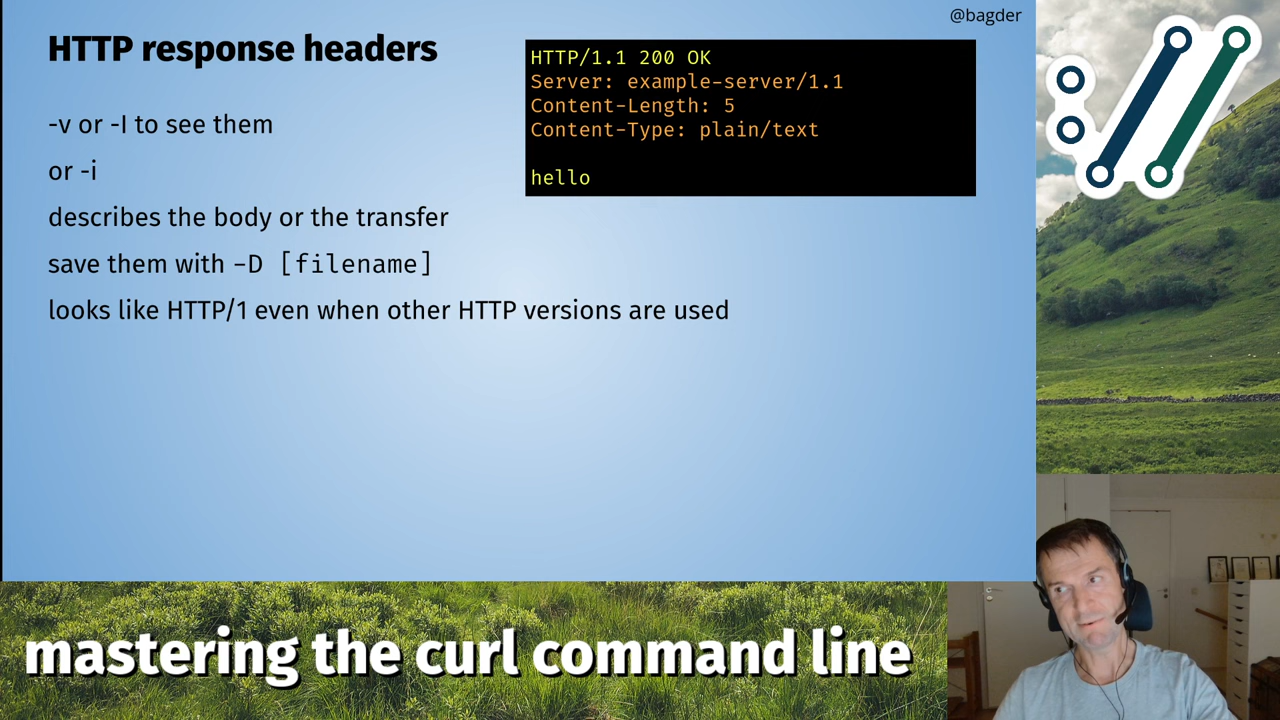 @bagder
HTTP response headers
-v or -I to see them
or -i
describes the body or the transfer
save them with -D [filename]
looks like HTTP/1 even when other HTTP versions are used
HTTP/1.1 200 OK
Server: example-server/1.1
Content-Length: 5
Content-Type: plain/text
hello
mastering the curl command line